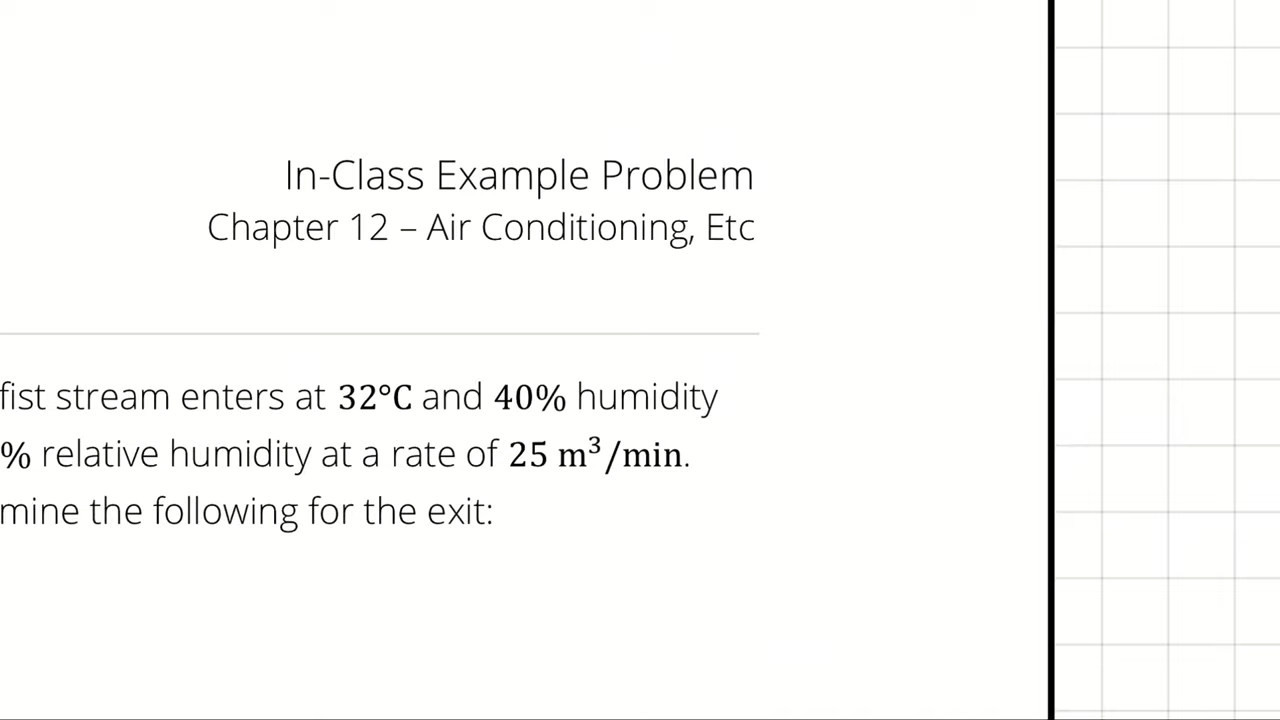 In-Class Example Problem
Chapter 12 – Air Conditioning, Etc
fist stream enters at 32°C and 40% humidity
% relative humidity at a rate of 25 m³/min.
mine the following for the exit: